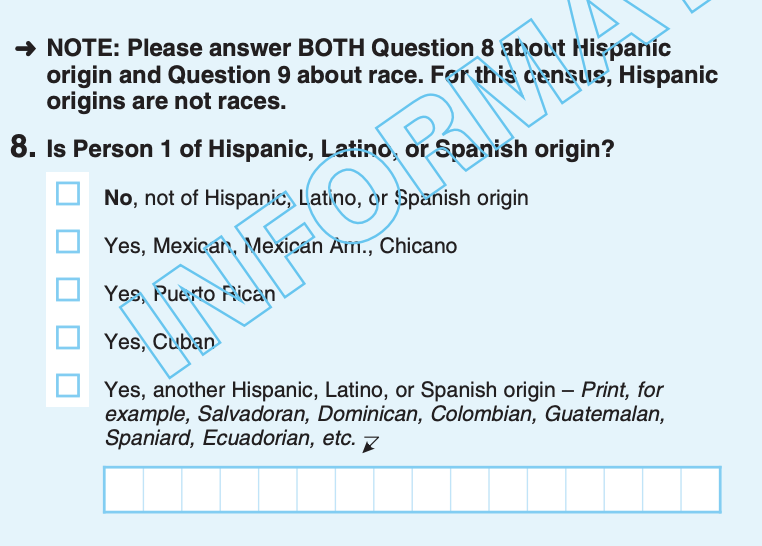 ➔ NOTE: Please answer BOTH Question 8 about Hispanic
origin and Question 9 about race. For this census, Hispanic
origins are not races.
8. Is Person 1 of Hispanic, Latino, or Spanish origin?
No, not of Hispanic, Latino, or Spanish origin
Yes, Mexican, Mexican Am., Chicano
Yes, Puerto Rican
Yes, Cuban
Yes, another Hispanic, Latino, or Spanish origin – Print, for
example, Salvadoran, Dominican, Colombian, Guatemalan,
Spaniard, Ecuadorian, etc.
INFORMA